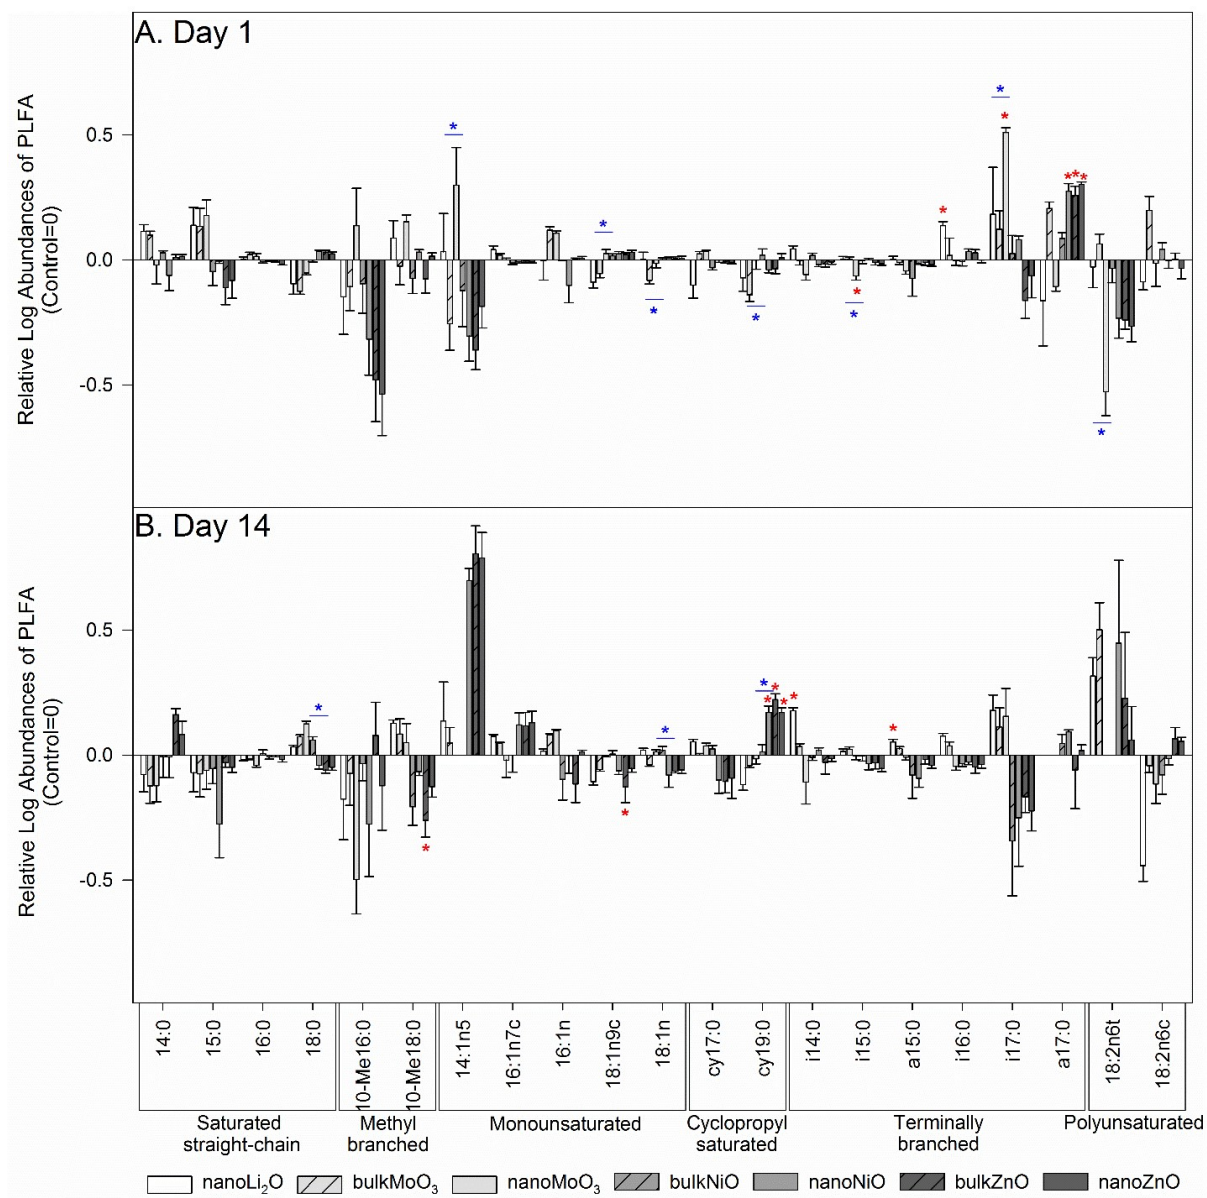 A. Day 1
Relative Log Abundances of PLFA
(Control=0)
0.5
0.0
-0.5
* * * * * * * * * * * * * *
B. Day 14
Relative Log Abundances of PLFA
(Control=0)
0.5
0.0
-0.5
* * * * * * * * * *
14:0
15:0
16:0
18:0
10-Me16:0
10-Me18:0
14:1n5
16:1n7c
16:1n
18:1n9c
18:1n
cy17:0
cy19:0
i14:0
i15:0
a15:0
i16:0
i17:0
a17:0
18:2n6t
18:2n6c
Saturated
straight-chain
Methyl
branched
Monounsaturated
Cyclopropyl
saturated
Terminally
branched
Polyunsaturated
nanoLi₂O bulkMoO₃ nanoMoO₃ bulkNiO nanoNiO bulkZnO nanoZnO